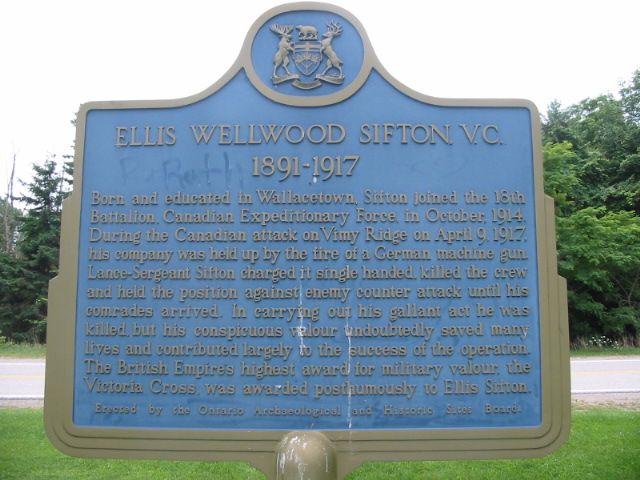 ELLIS WELLWOOD SIFTON, V.C.
1891-1917
Born and educated in Wallacetown, Sifton joined the 18th
Battalion, Canadian Expeditionary Force, in October, 1914.
During the Canadian attack on Vimy Ridge on April 9, 1917
his company was held up by the fire of a German machine gun.
Lance-Sergeant Sifton charged it single handed, killed the crew
and held the position against enemy counter attack until his
comrades arrived. In carrying out his gallant act he was
killed, but his conspicuous valour undoubtedly saved many
lives and contributed largely to the success of the operation.
The British Empire's highest award for military valour, the
Victoria Cross, was awarded posthumously to Ellis Sifton.
Erected by the Ontario Archaeological and Historic Sites Board.